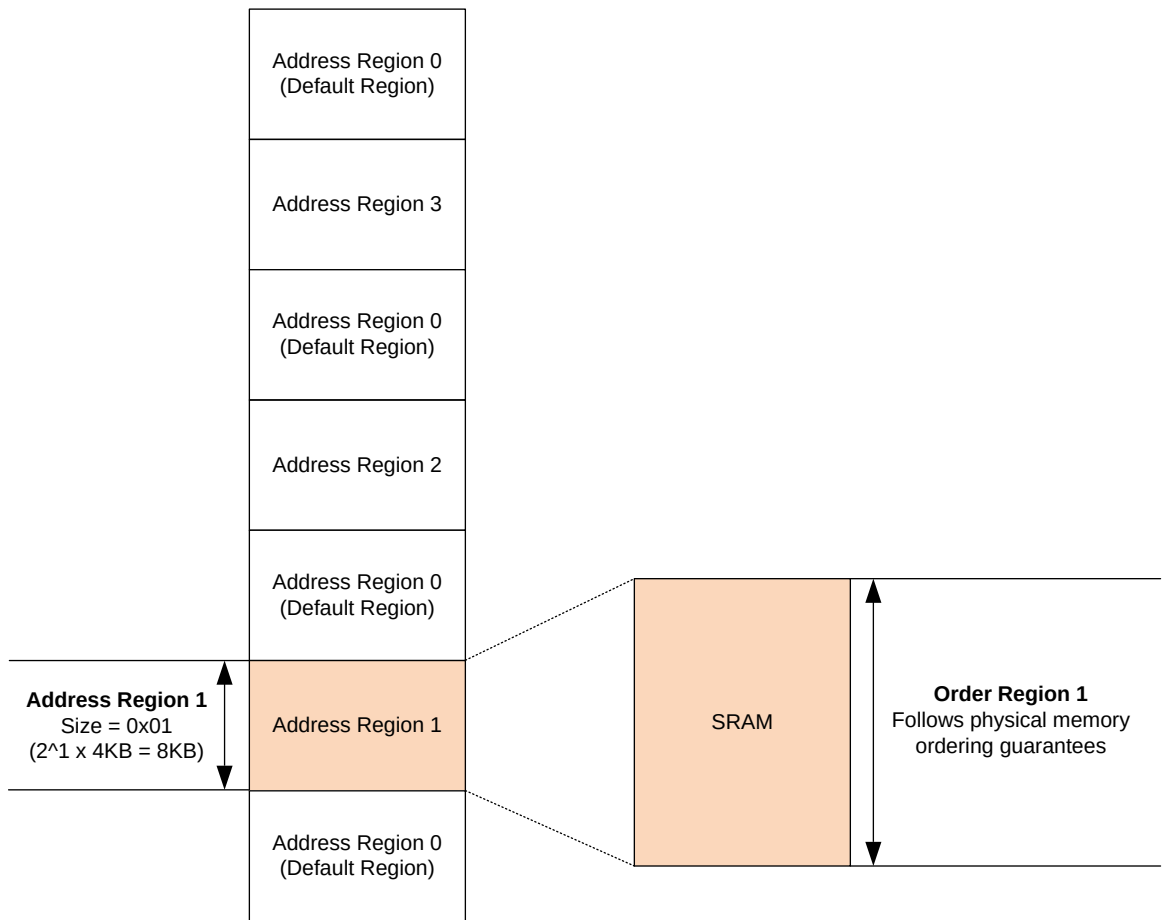 Address Region 0
(Default Region)
Address Region 3
Address Region 0
(Default Region)
Address Region 2
Address Region 0
(Default Region)
Address Region 1
Size = 0x01
(2^1 x 4KB = 8KB)
Address Region 1
SRAM
Order Region 1
Follows physical memory
ordering guarantees
Address Region 0
(Default Region)